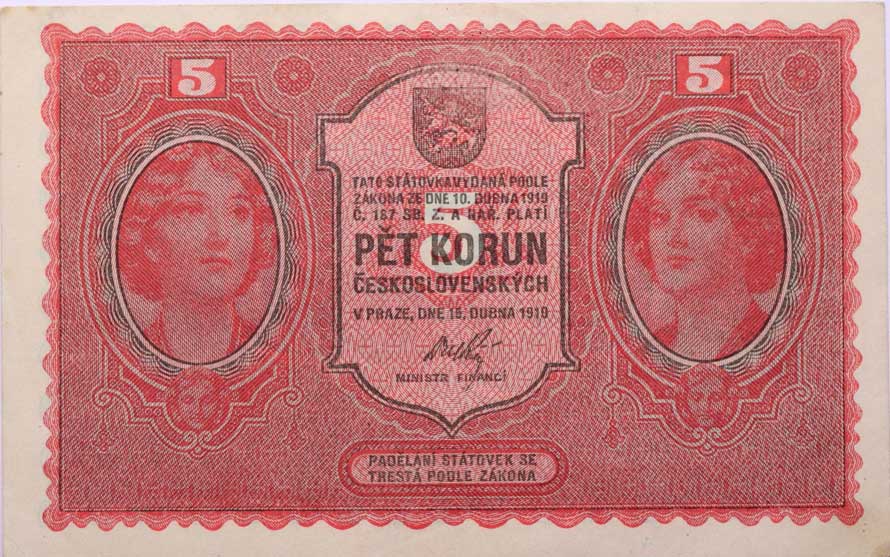 5 5
TATO STÁTOVKA VYDANÁ PODLE
ZÁKONA ZE DNE 10. DUBNA 1919
Č. 187 SB. Z. A NAŘ. PLATÍ
5
PĚT KORUN
ČESKOSLOVENSKÝCH
V PRAZE, DNE 15. DUBNA 1919
MINISTR FINANCÍ
PADĚLÁNÍ STÁTOVEK SE
TRESTÁ PODLE ZÁKONA